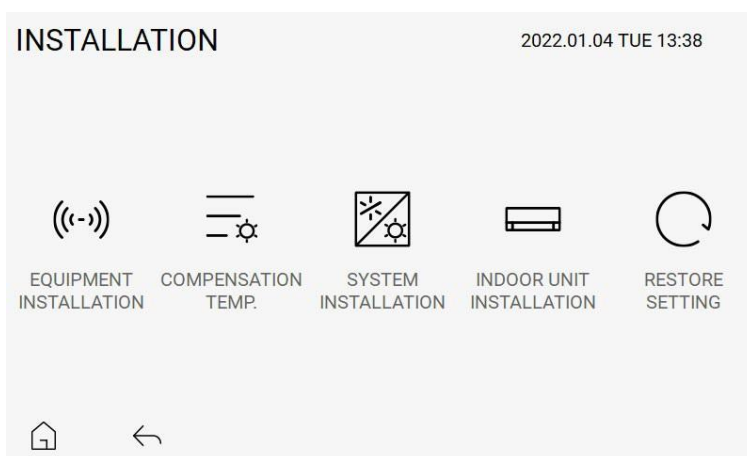 INSTALLATION
2022.01.04 TUE 13:38
EQUIPMENT
INSTALLATION
COMPENSATION
TEMP.
SYSTEM
INSTALLATION
INDOOR UNIT
INSTALLATION
RESTORE
SETTING